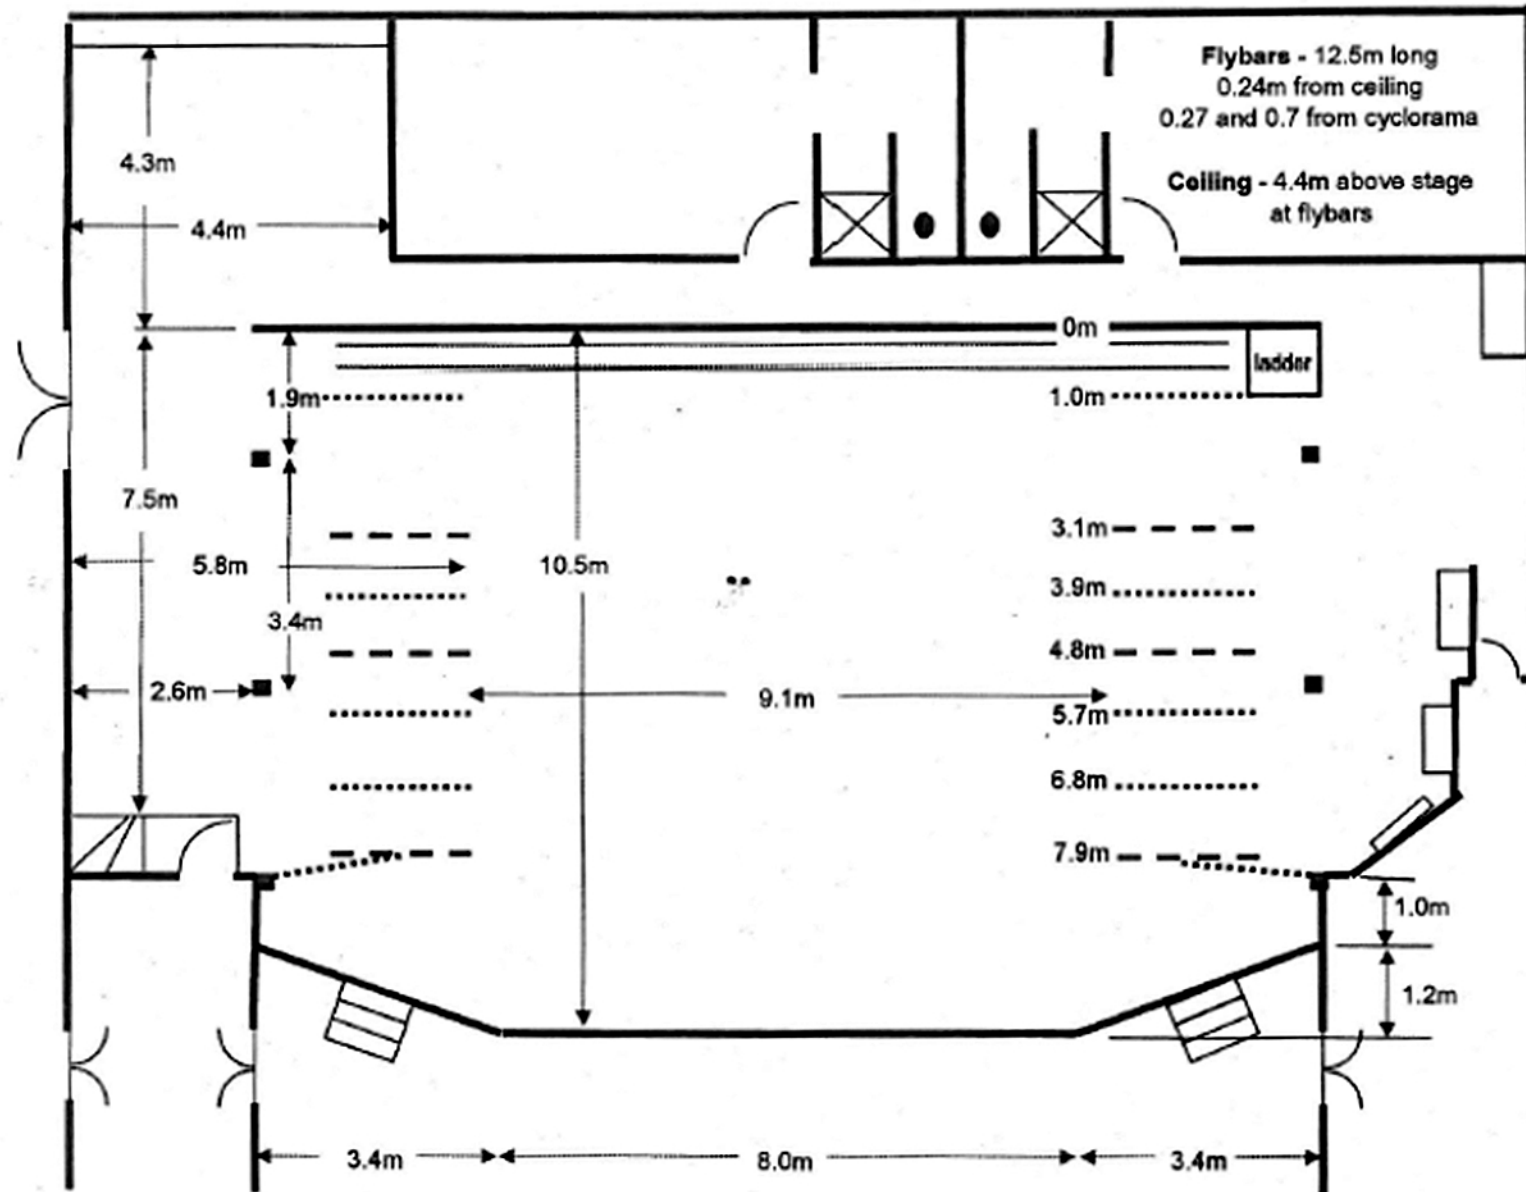 Flybars - 12.5m long
0.24m from ceiling
0.27 and 0.7 from cyclorama
Ceiling - 4.4m above stage
at flybars
4.3m
4.4m
0m
ladder
1.9m
1.0m
7.5m
3.1m
5.8m
10.5m
3.9m
3.4m
4.8m
2.6m
9.1m
5.7m
6.8m
7.9m
1.0m
1.2m
3.4m
8.0m
3.4m